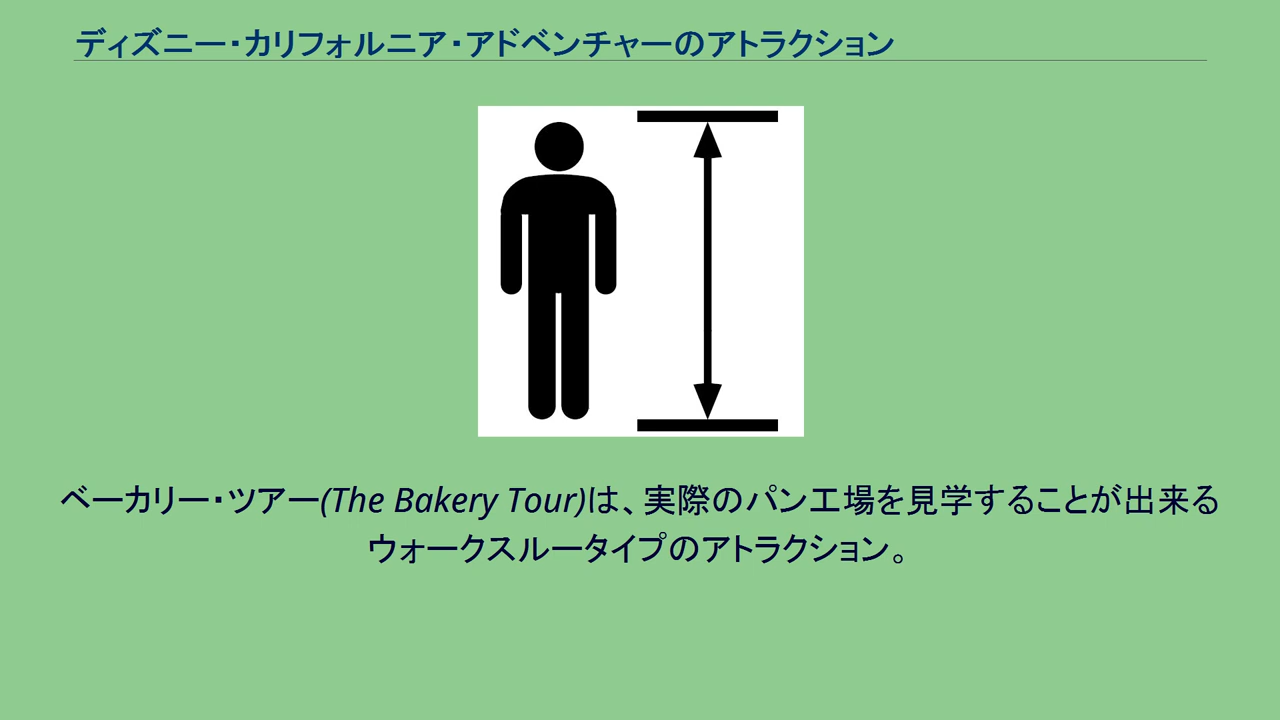 ディズニー・カリフォルニア・アドベンチャーのアトラクション
ベーカリー・ツアー(The Bakery Tour)は、実際のパン工場を見学することが出来る
ウォークスルータイプのアトラクション。